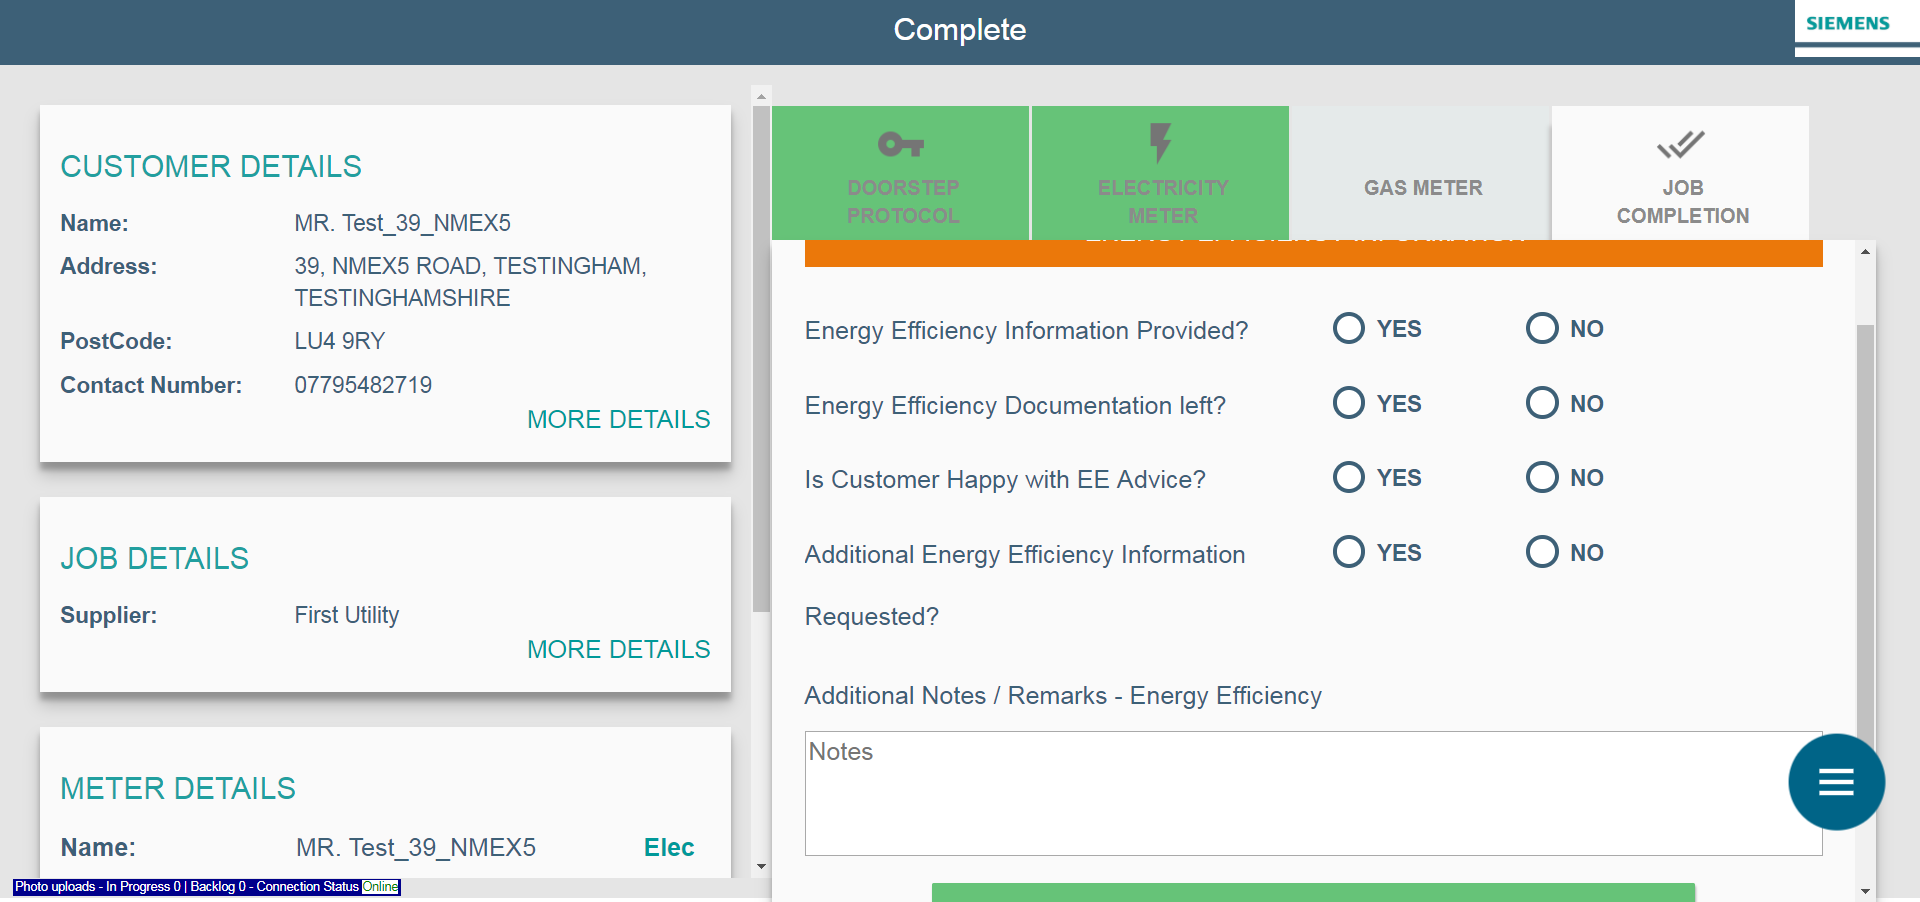 Complete
SIEMENS
CUSTOMER DETAILS
Name: MR. Test_39_NMEX5
Address: 39, NMEX5 ROAD, TESTINGHAM,
TESTINGHAMSHIRE
PostCode: LU4 9RY
Contact Number: 07795482719
MORE DETAILS
JOB DETAILS
Supplier: First Utility
MORE DETAILS
METER DETAILS
Name: MR. Test_39_NMEX5 Elec
Photo uploads - In Progress 0 | Backlog 0 - Connection Status Online
DOORSTEP
PROTOCOL
ELECTRICITY
METER
GAS METER
JOB
COMPLETION
Energy Efficiency Information Provided? YES NO
Energy Efficiency Documentation left? YES NO
Is Customer Happy with EE Advice? YES NO
Additional Energy Efficiency Information YES NO
Requested?
Additional Notes / Remarks - Energy Efficiency
Notes